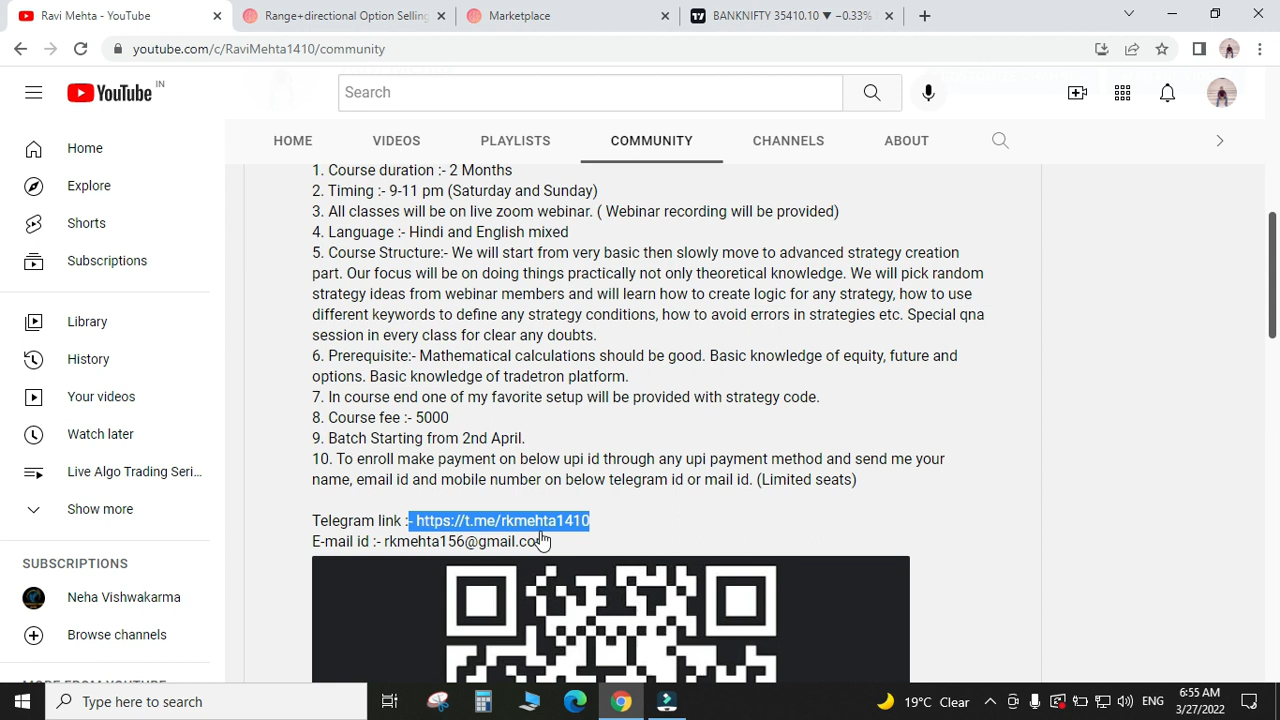 Ravi Mehta - YouTube
Range+directional Option Selling
Marketplace
BANKNIFTY 35410.10 ▼ −0.33%
youtube.com/c/RaviMehta1410/community
YouTube IN
Search
HOME VIDEOS PLAYLISTS COMMUNITY CHANNELS ABOUT
Home
Explore
Shorts
Subscriptions
Library
History
Your videos
Watch later
Live Algo Trading Seri...
Show more
SUBSCRIPTIONS
Neha Vishwakarma
Browse channels
1. Course duration :- 2 Months
2. Timing :- 9-11 pm (Saturday and Sunday)
3. All classes will be on live zoom webinar. ( Webinar recording will be provided)
4. Language :- Hindi and English mixed
5. Course Structure:- We will start from very basic then slowly move to advanced strategy creation
part. Our focus will be on doing things practically not only theoretical knowledge. We will pick random
strategy ideas from webinar members and will learn how to create logic for any strategy, how to use
different keywords to define any strategy conditions, how to avoid errors in strategies etc. Special qna
session in every class for clear any doubts.
6. Prerequisite:- Mathematical calculations should be good. Basic knowledge of equity, future and
options. Basic knowledge of tradetron platform.
7. In course end one of my favorite setup will be provided with strategy code.
8. Course fee :- 5000
9. Batch Starting from 2nd April.
10. To enroll make payment on below upi id through any upi payment method and send me your
name, email id and mobile number on below telegram id or mail id. (Limited seats)
Telegram link :- https://t.me/rkmehta1410
E-mail id :- rkmehta156@gmail.com
Type here to search
19°C Clear
ENG
6:55 AM
3/27/2022